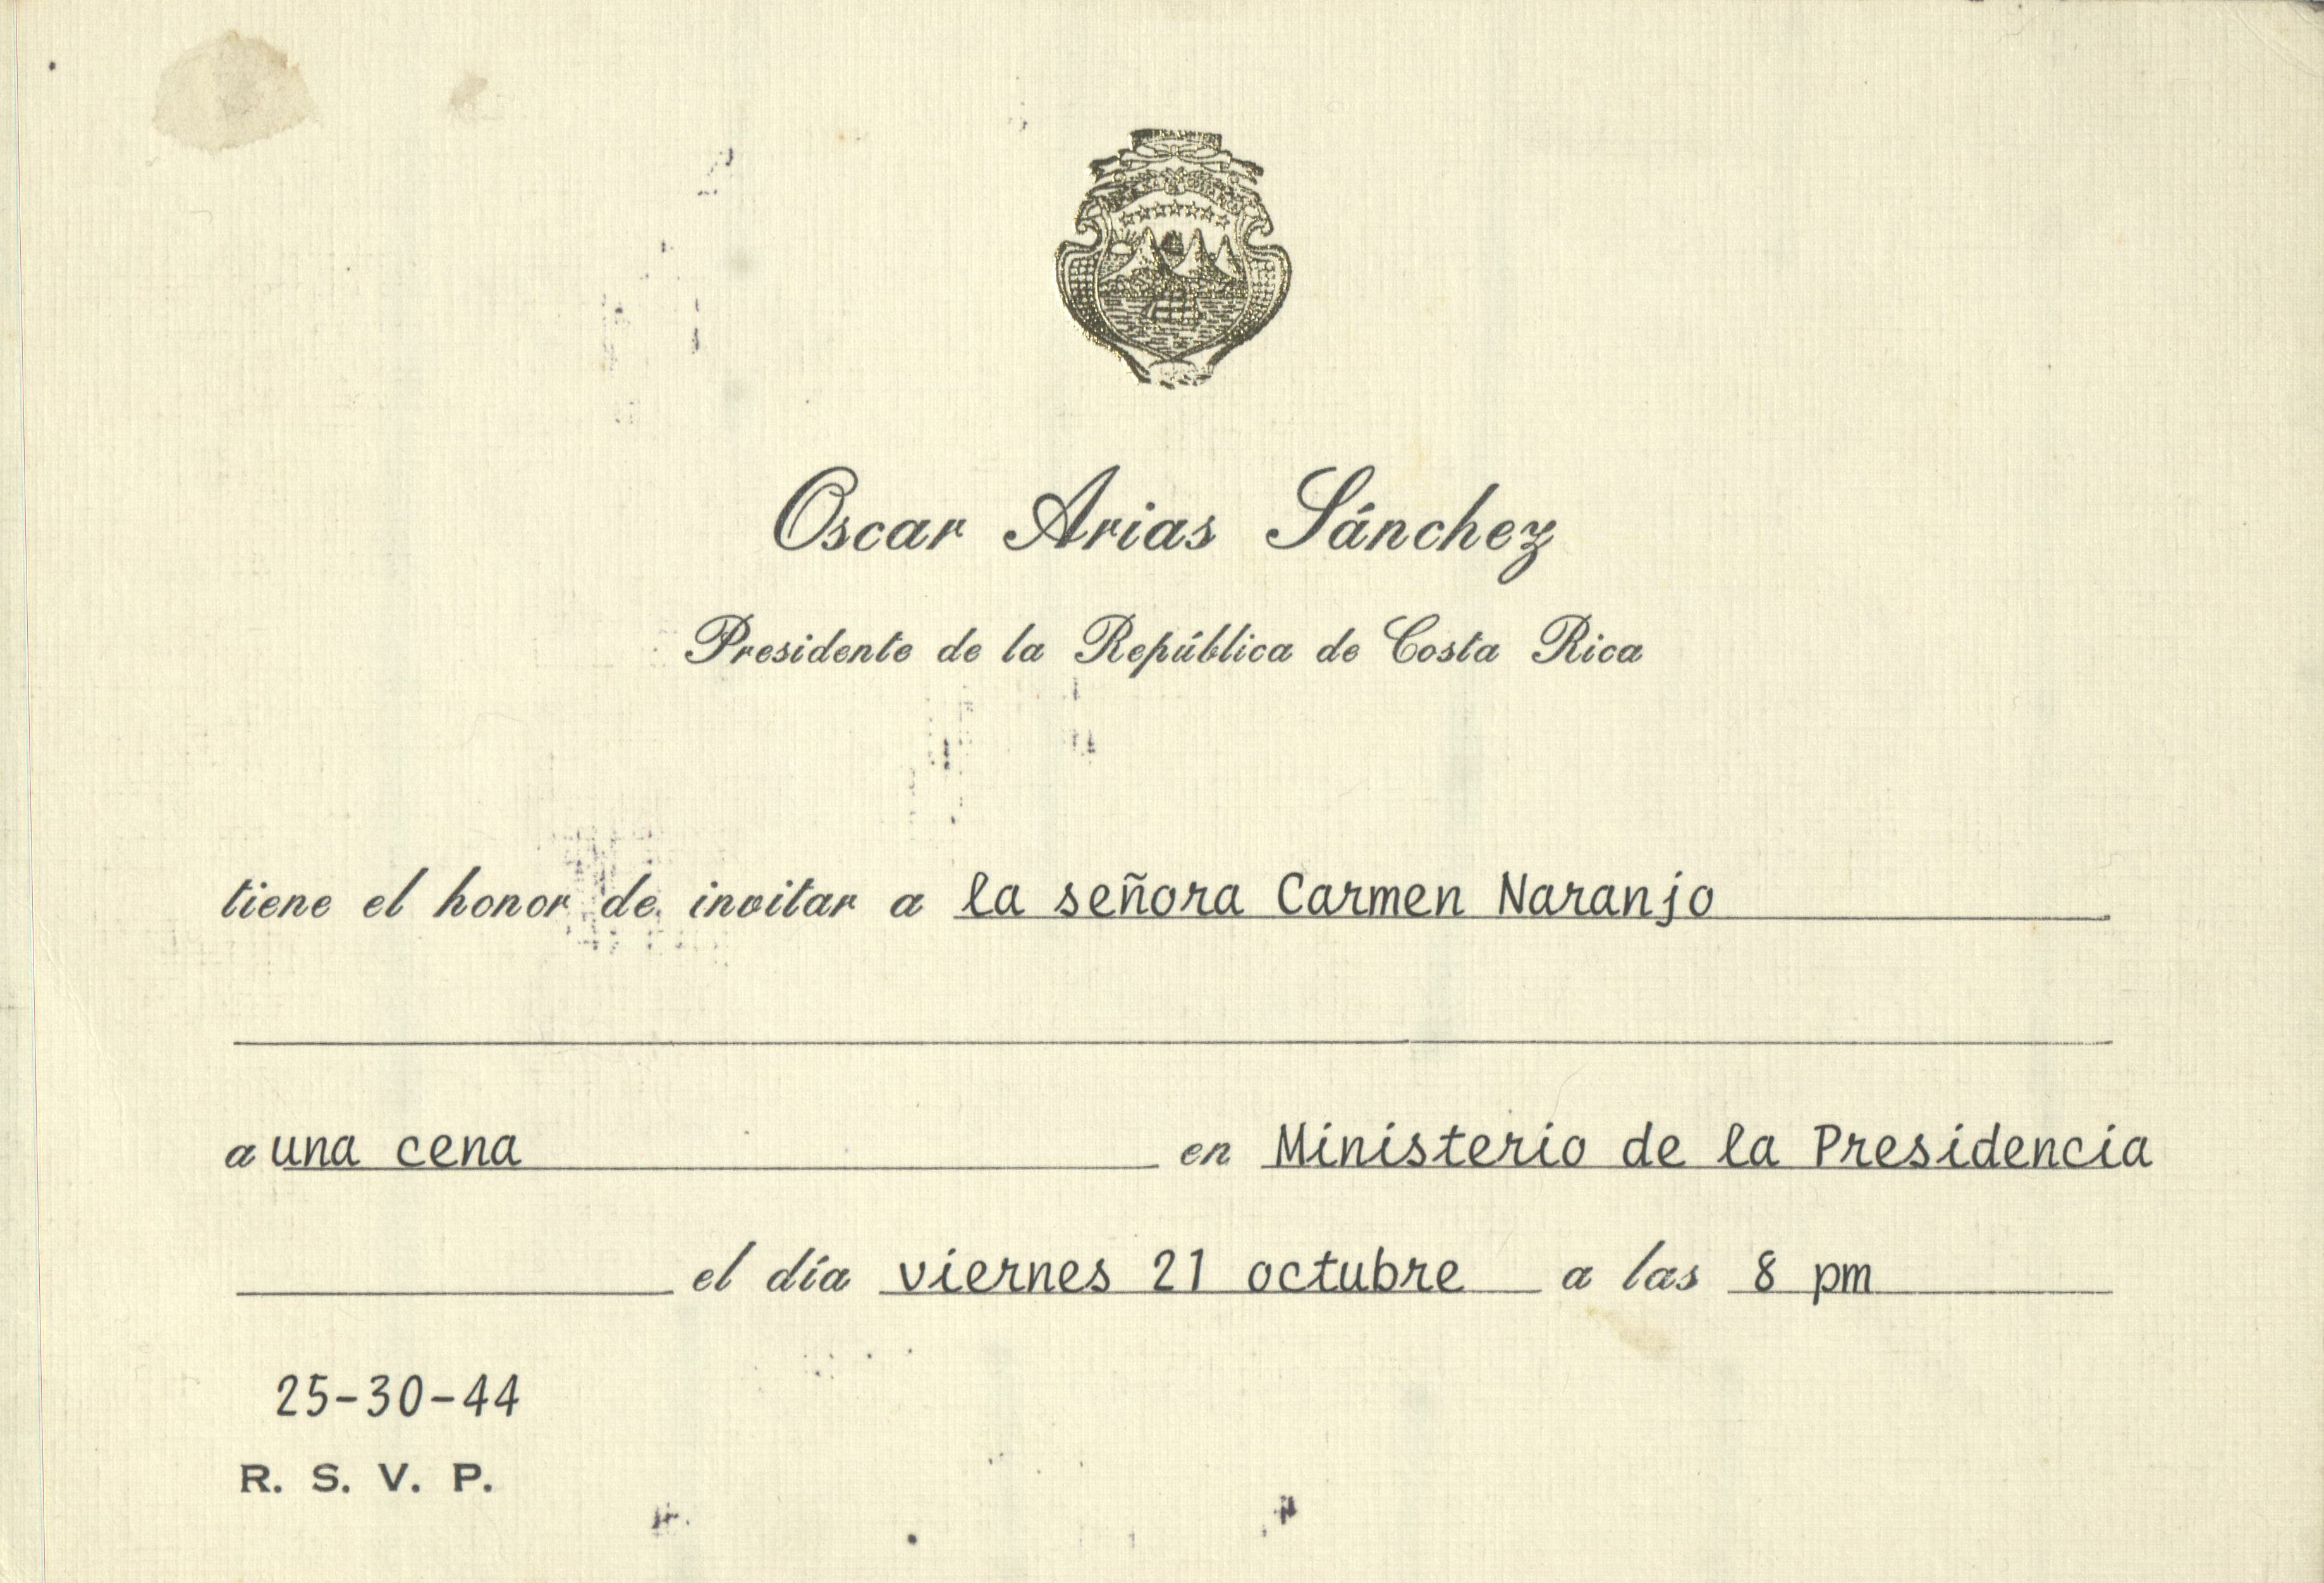 Oscar Arias Sánchez
Presidente de la República de Costa Rica
tiene el honor de invitar a la señora Carmen Naranjo
a una cena en Ministerio de la Presidencia
el día viernes 21 octubre a las 8 pm
25-30-44
R. S. V. P.